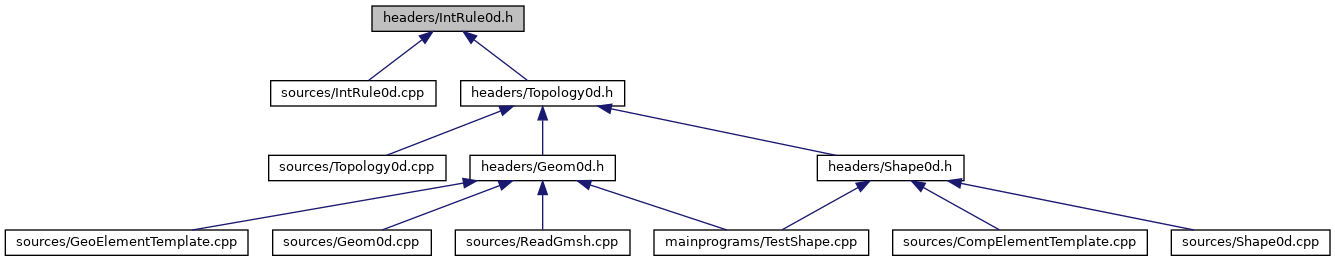 headers/IntRule0d.h
sources/IntRule0d.cpp
headers/Topology0d.h
sources/Topology0d.cpp
headers/Geom0d.h
headers/Shape0d.h
sources/GeoElementTemplate.cpp
sources/Geom0d.cpp
sources/ReadGmsh.cpp
mainprograms/TestShape.cpp
sources/CompElementTemplate.cpp
sources/Shape0d.cpp